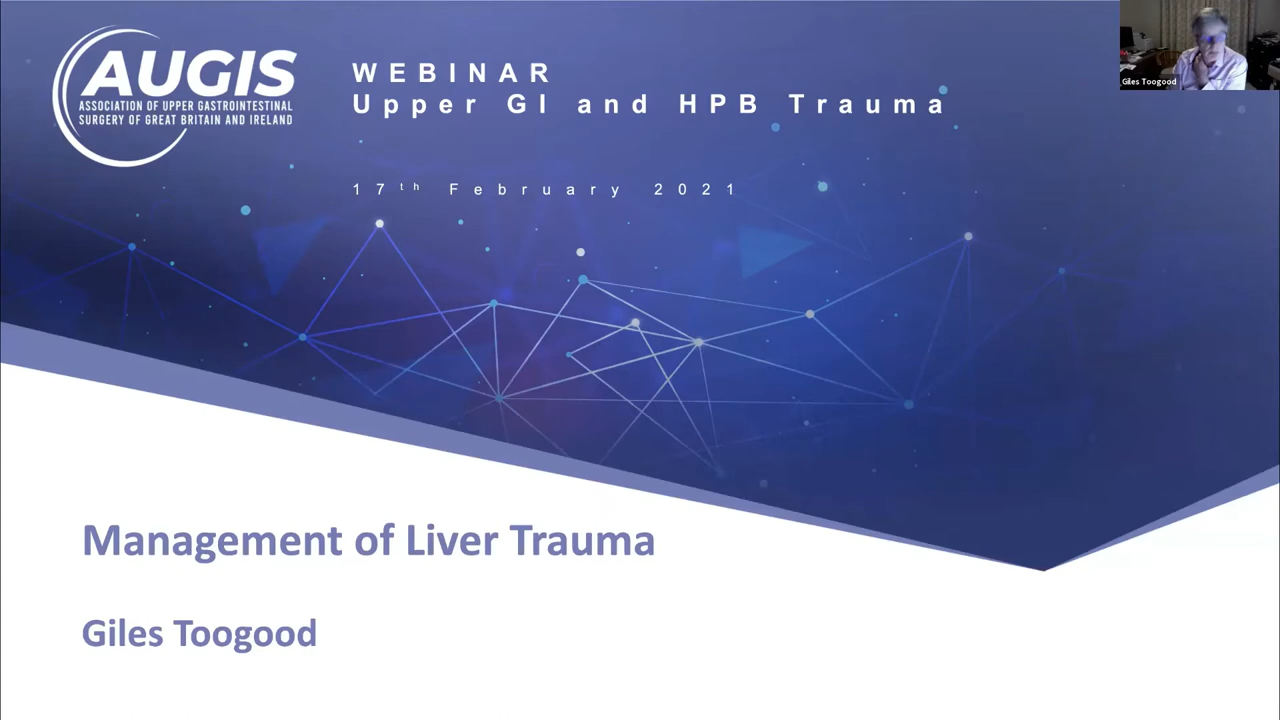 AUGIS
ASSOCIATION OF UPPER GASTROINTESTINAL
SURGERY OF GREAT BRITAIN AND IRELAND
WEBINAR
Upper GI and HPB Trauma
17th February 2021
Giles Toogood
Management of Liver Trauma
Giles Toogood